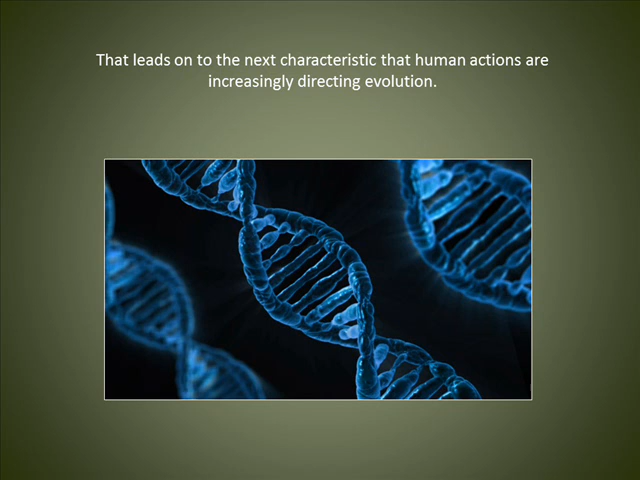 That leads on to the next characteristic that human actions are
increasingly directing evolution.